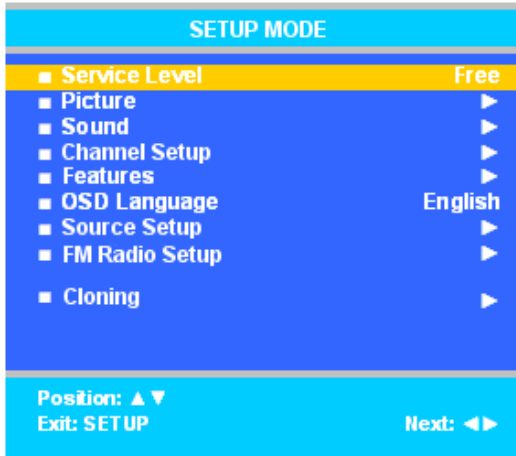 SETUP MODE
Service Level Free
Picture ▶
Sound ▶
Channel Setup ▶
Features ▶
OSD Language English
Source Setup ▶
FM Radio Setup ▶
Cloning ▶
Position: ▲▼
Exit: SETUP Next: ◀▶